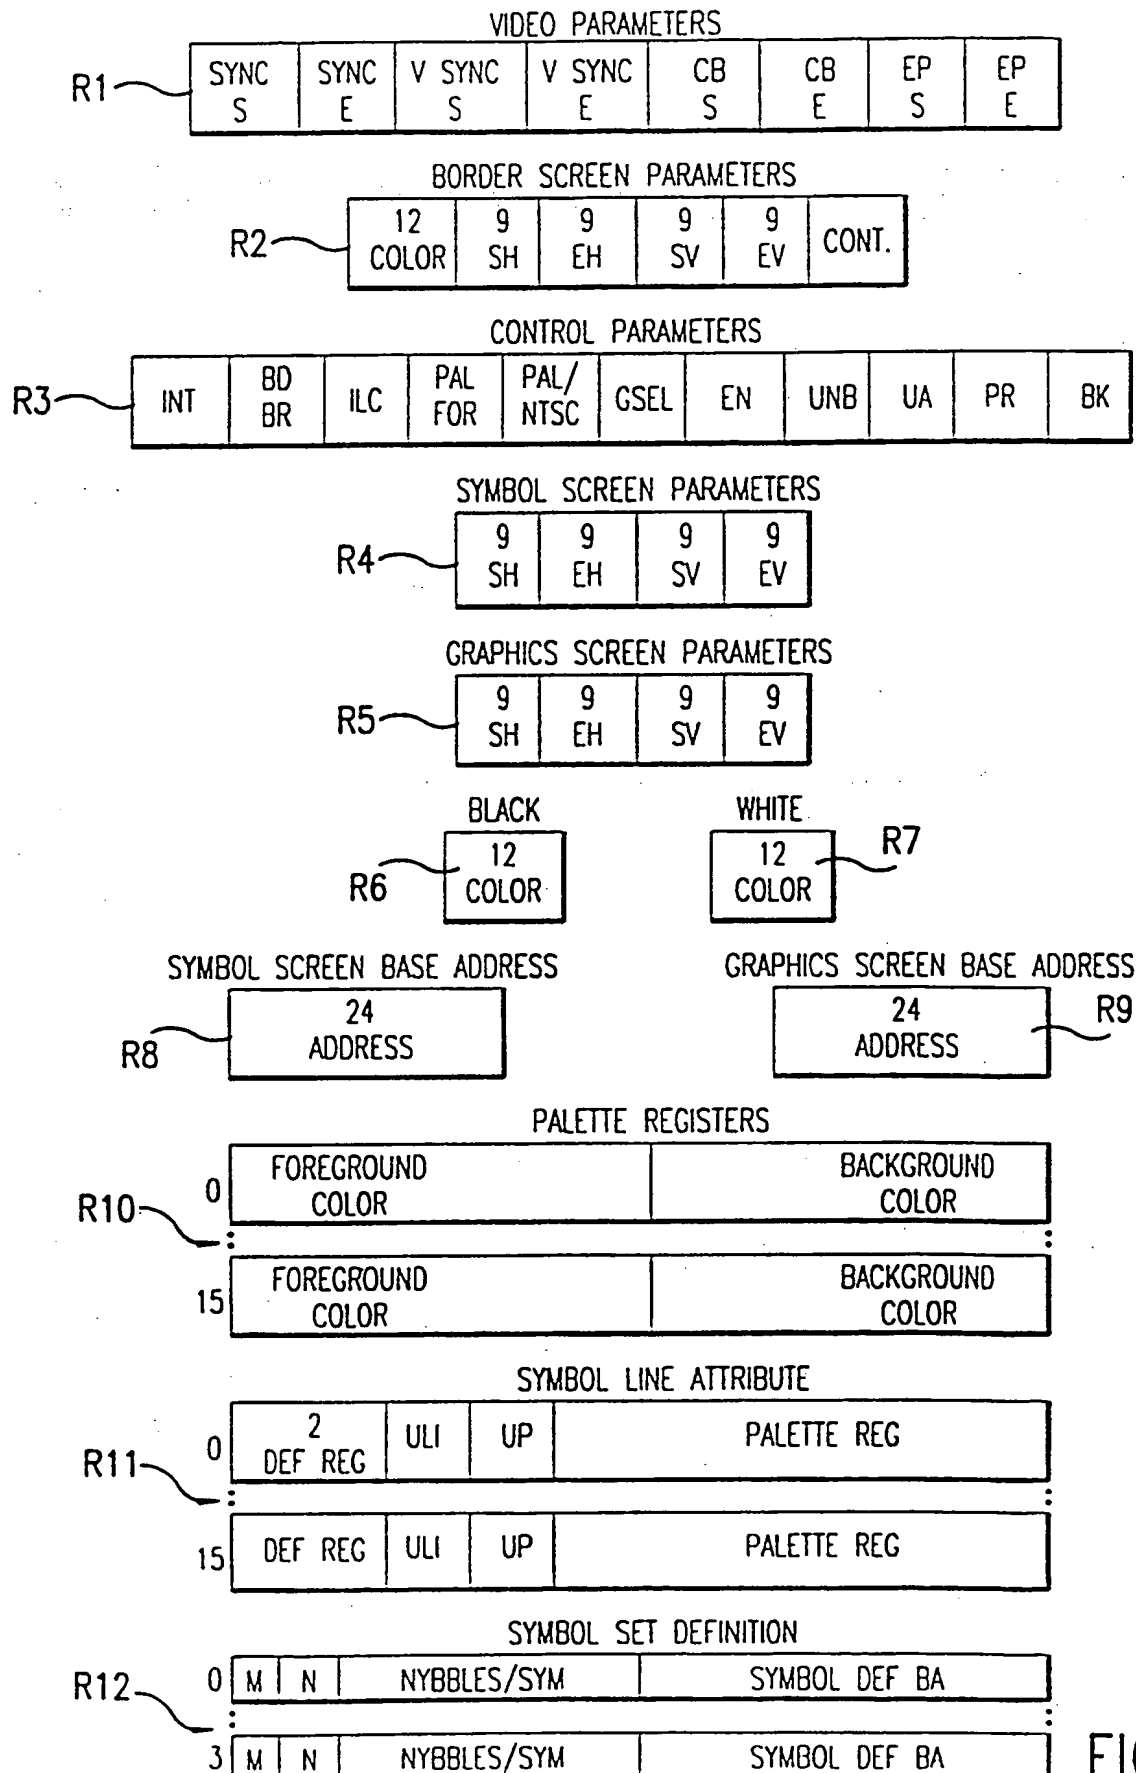 VIDEO PARAMETERS
R1
SYNC S
SYNC E
V SYNC S
V SYNC E
CB S
CB E
EP S
EP E
BORDER SCREEN PARAMETERS
R2
12 COLOR
9 SH
9 EH
9 SV
9 EV
CONT.
CONTROL PARAMETERS
R3
INT
BD BR
ILC
PAL FOR
PAL/ NTSC
GSEL
EN
UNB
UA
PR
BK
SYMBOL SCREEN PARAMETERS
R4
9 SH
9 EH
9 SV
9 EV
GRAPHICS SCREEN PARAMETERS
R5
9 SH
9 EH
9 SV
9 EV
BLACK
R6
12 COLOR
WHITE
12 COLOR
R7
SYMBOL SCREEN BASE ADDRESS
R8
24 ADDRESS
GRAPHICS SCREEN BASE ADDRESS
24 ADDRESS
R9
PALETTE REGISTERS
R10
0
FOREGROUND COLOR
BACKGROUND COLOR
15
FOREGROUND COLOR
BACKGROUND COLOR
SYMBOL LINE ATTRIBUTE
R11
0
2 DEF REG
ULI
UP
PALETTE REG
15
DEF REG
ULI
UP
PALETTE REG
SYMBOL SET DEFINITION
R12
0
M
N
NYBBLES/SYM
SYMBOL DEF BA
3
M
N
NYBBLES/SYM
SYMBOL DEF BA